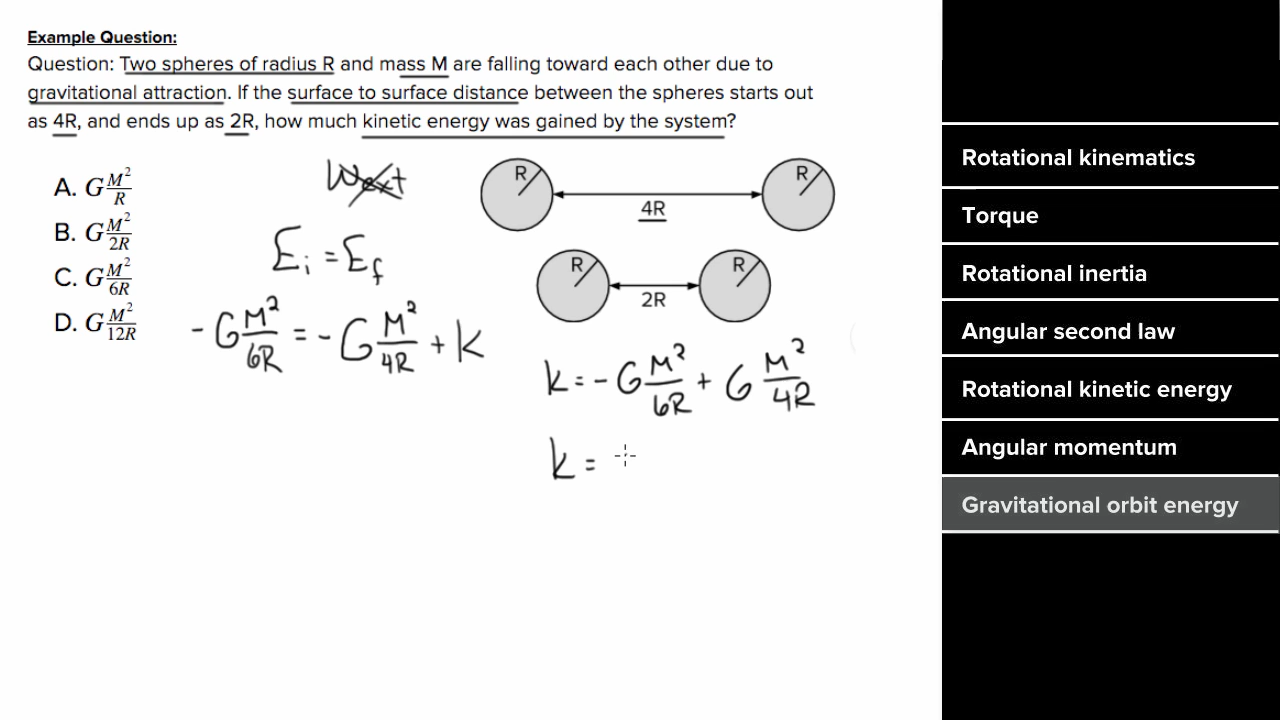 Example Question:
Question: Two spheres of radius R and mass M are falling toward each other due to
gravitational attraction. If the surface to surface distance between the spheres starts out
as 4R, and ends up as 2R, how much kinetic energy was gained by the system?
A. G M²/R
B. G M²/2R
C. G M²/6R
D. G M²/12R
Wext
Ei = Ef
-G M²/6R = -G M²/4R + K
R
R
4R
R
R
2R
K = -G M²/6R + G M²/4R
K =
Rotational kinematics
Torque
Rotational inertia
Angular second law
Rotational kinetic energy
Angular momentum
Gravitational orbit energy